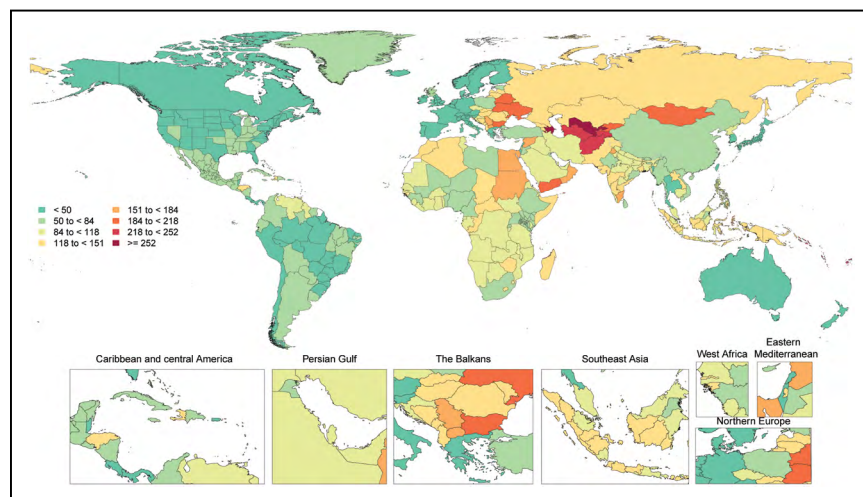 < 50
50 to < 84
84 to < 118
118 to < 151
151 to < 184
184 to < 218
218 to < 252
>= 252
Caribbean and central America
Persian Gulf
The Balkans
Southeast Asia
West Africa
Eastern
Mediterranean
Northern Europe